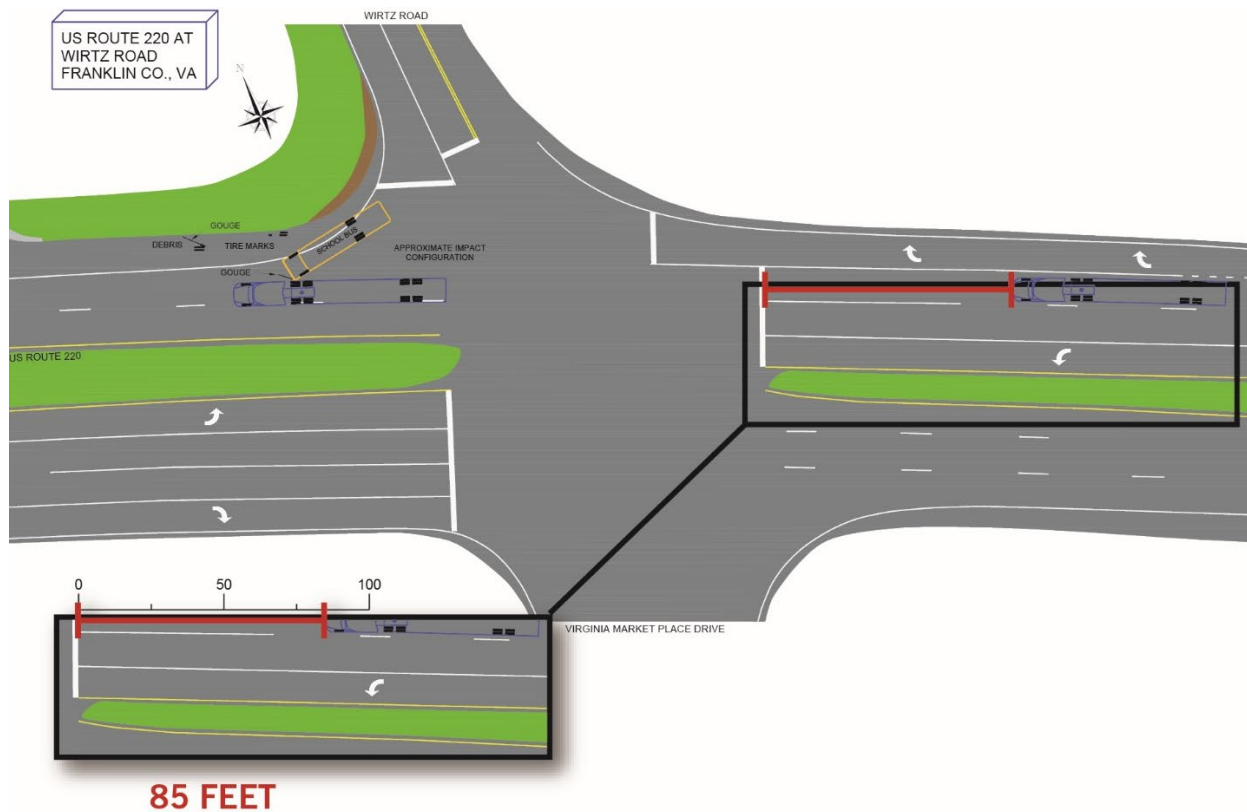 WIRTZ ROAD
US ROUTE 220 AT
WIRTZ ROAD
FRANKLIN CO., VA
N
GOUGE
DEBRIS
TIRE MARKS
SCHOOL BUS
APPROXIMATE IMPACT
CONFIGURATION
GOUGE
US ROUTE 220
0 50 100
VIRGINIA MARKET PLACE DRIVE
85 FEET